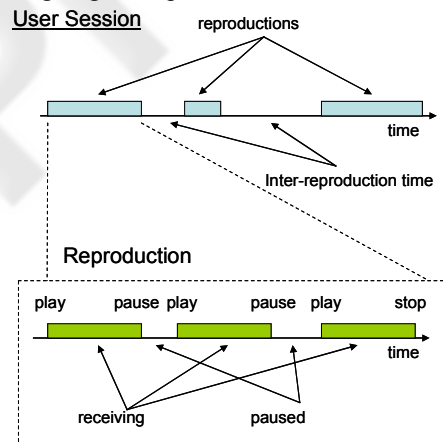 User Session
reproductions
time
Inter-reproduction time
Reproduction
play pause play pause play stop
time
receiving paused